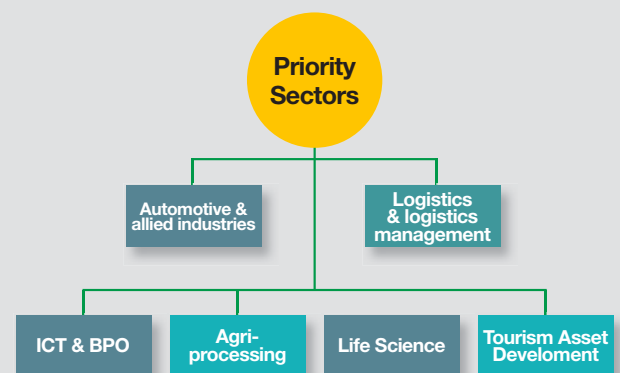 Priority
Sectors
Automotive &
allied industries
Logistics
& logistics
management
ICT & BPO
Agri-
processing
Life Science
Tourism Asset
Develoment